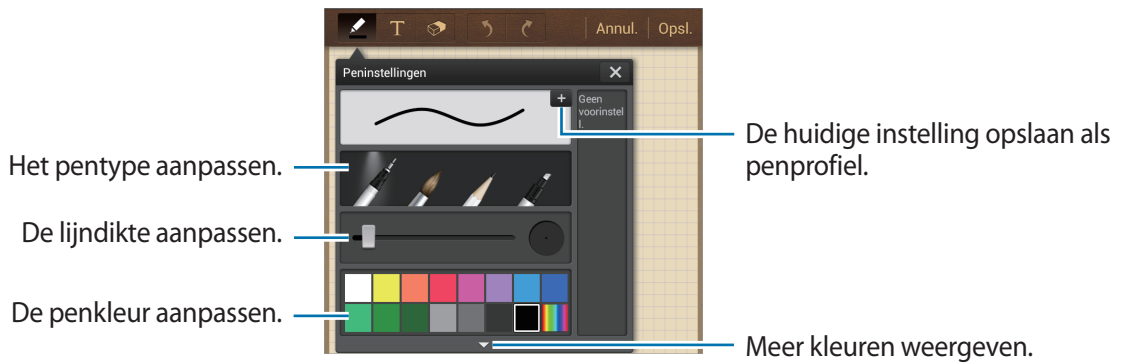 T
Annul.
Opsl.
Peninstellingen
Geen
voorinstel
l.
De huidige instelling opslaan als
penprofiel.
Het pentype aanpassen.
De lijndikte aanpassen.
De penkleur aanpassen.
Meer kleuren weergeven.